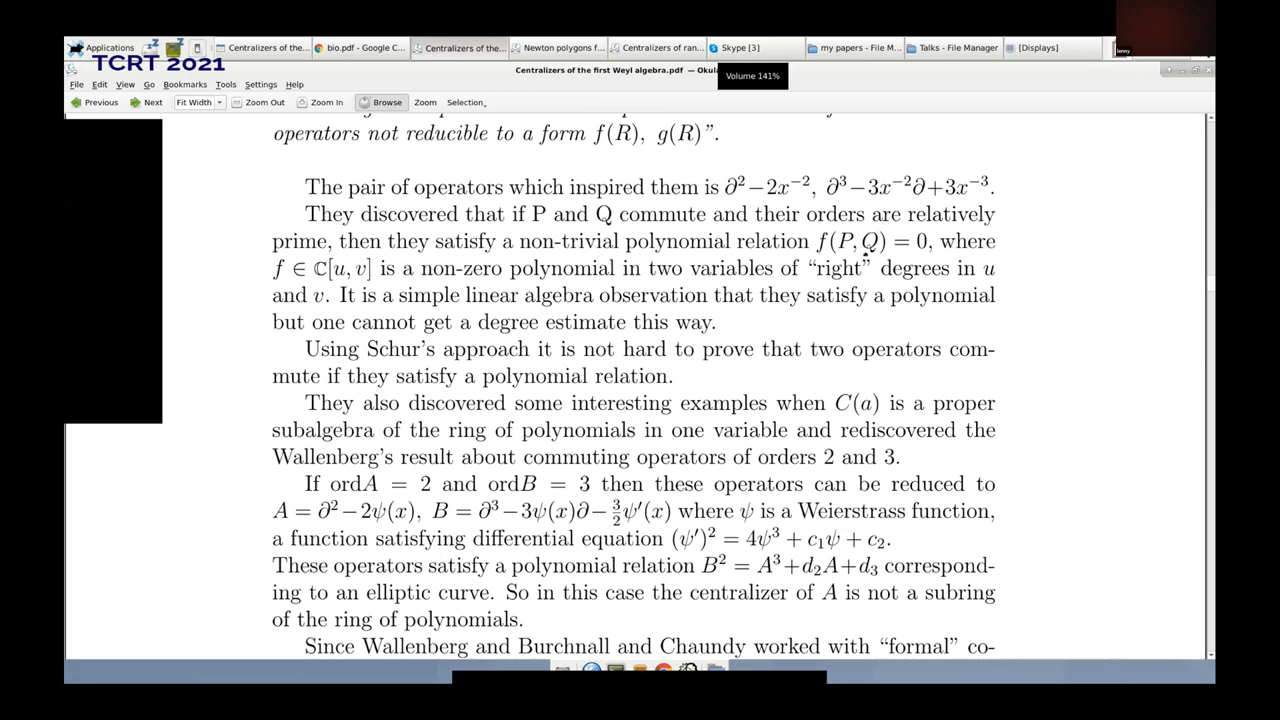 Applications
Centralizers of the...
bio.pdf - Google C...
Centralizers of the...
Newton polygons f...
Centralizers of ran...
Skype [3]
my papers - File M...
Talks - File Manager
[Displays]
TCRT 2021
Centralizers of the first Weyl algebra.pdf — Okul
Volume 141%
File Edit View Go Bookmarks Tools Settings Help
Previous Next Fit Width Zoom Out Zoom In Browse Zoom Selection
operators not reducible to a form f(R), g(R)”.
The pair of operators which inspired them is ∂²−2x⁻², ∂³−3x⁻²∂+3x⁻³.
They discovered that if P and Q commute and their orders are relatively
prime, then they satisfy a non-trivial polynomial relation f(P, Q) = 0, where
f ∈ ℂ[u, v] is a non-zero polynomial in two variables of “right” degrees in u
and v. It is a simple linear algebra observation that they satisfy a polynomial
but one cannot get a degree estimate this way.
Using Schur’s approach it is not hard to prove that two operators com-
mute if they satisfy a polynomial relation.
They also discovered some interesting examples when C(a) is a proper
subalgebra of the ring of polynomials in one variable and rediscovered the
Wallenberg’s result about commuting operators of orders 2 and 3.
If ordA = 2 and ordB = 3 then these operators can be reduced to
A = ∂²−2ψ(x), B = ∂³−3ψ(x)∂−3/2ψ′(x) where ψ is a Weierstrass function,
a function satisfying differential equation (ψ′)² = 4ψ³ + c₁ψ + c₂.
These operators satisfy a polynomial relation B² = A³+d₂A+d₃ correspond-
ing to an elliptic curve. So in this case the centralizer of A is not a subring
of the ring of polynomials.
Since Wallenberg and Burchnall and Chaundy worked with “formal” co-